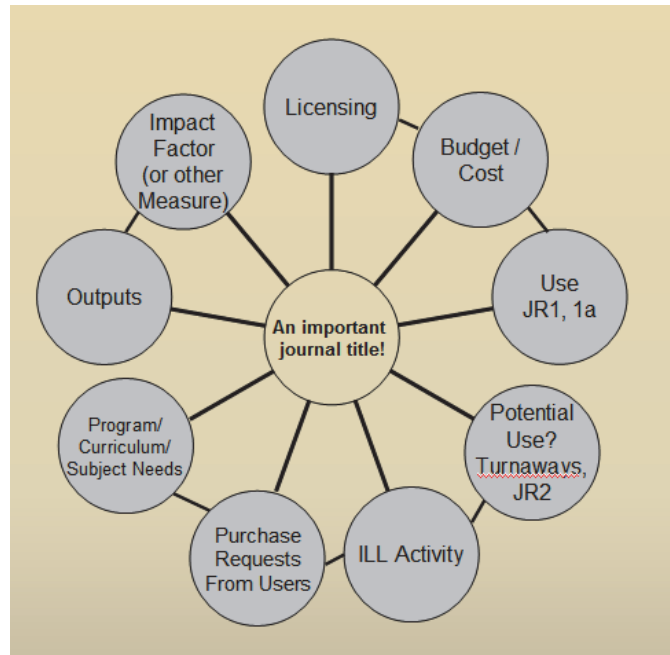 Licensing
Budget /
Cost
Use
JR1, 1a
Potential
Use?
Turnaways,
JR2
ILL Activity
Purchase
Requests
From Users
Program/
Curriculum/
Subject Needs
Outputs
Impact
Factor
(or other
Measure)
An important
journal title!